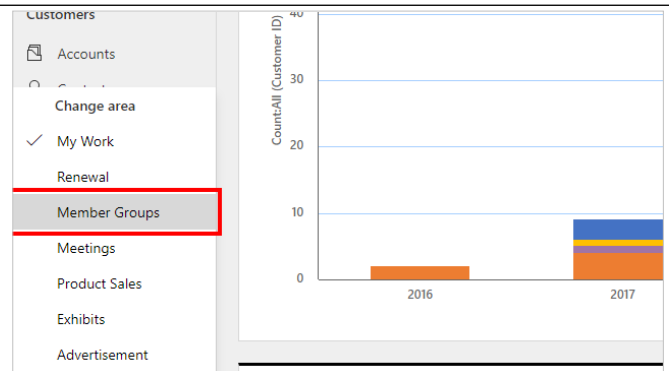 Customers
Accounts
Change area
My Work
Renewal
Member Groups
Meetings
Product Sales
Exhibits
Advertisement
Count:All (Customer ID)
40
30
20
10
0
2016
2017